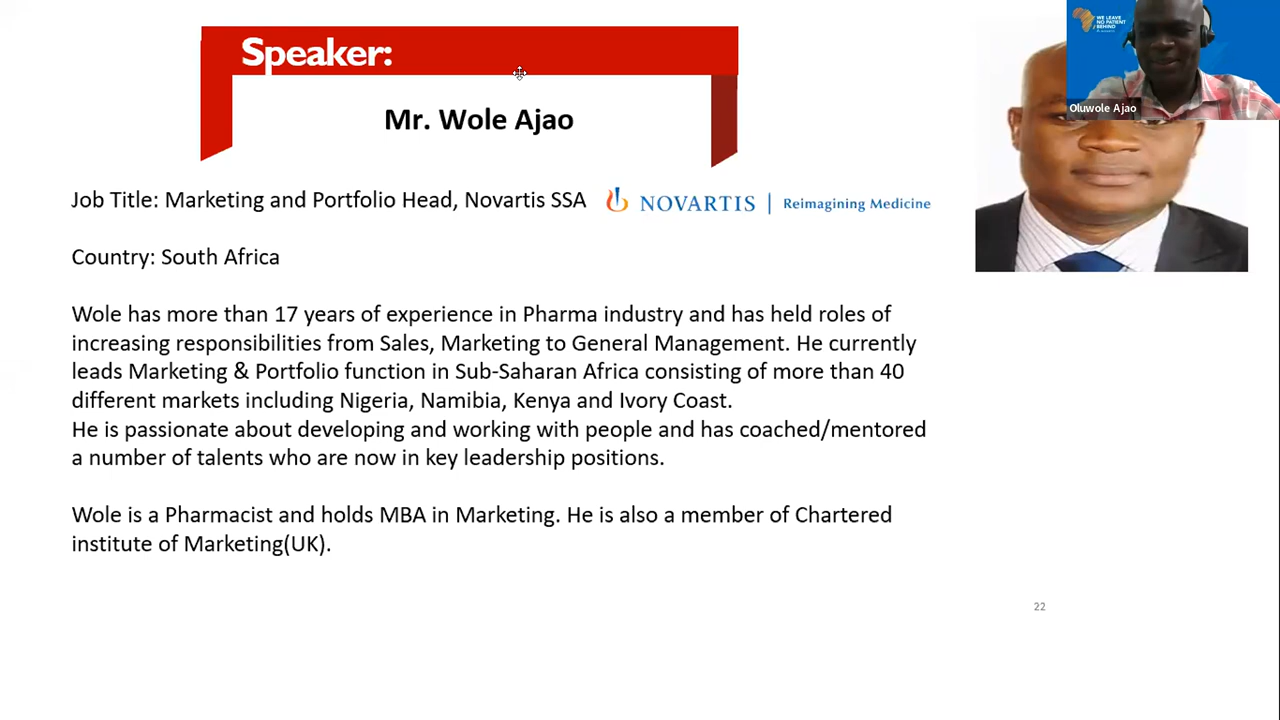 Speaker:
Mr. Wole Ajao
WE LEAVE
NO PATIENT
BEHIND
Oluwole Ajao
Job Title: Marketing and Portfolio Head, Novartis SSA
NOVARTIS | Reimagining Medicine
Country: South Africa
Wole has more than 17 years of experience in Pharma industry and has held roles of
increasing responsibilities from Sales, Marketing to General Management. He currently
leads Marketing & Portfolio function in Sub-Saharan Africa consisting of more than 40
different markets including Nigeria, Namibia, Kenya and Ivory Coast.
He is passionate about developing and working with people and has coached/mentored
a number of talents who are now in key leadership positions.
Wole is a Pharmacist and holds MBA in Marketing. He is also a member of Chartered
institute of Marketing(UK).
22